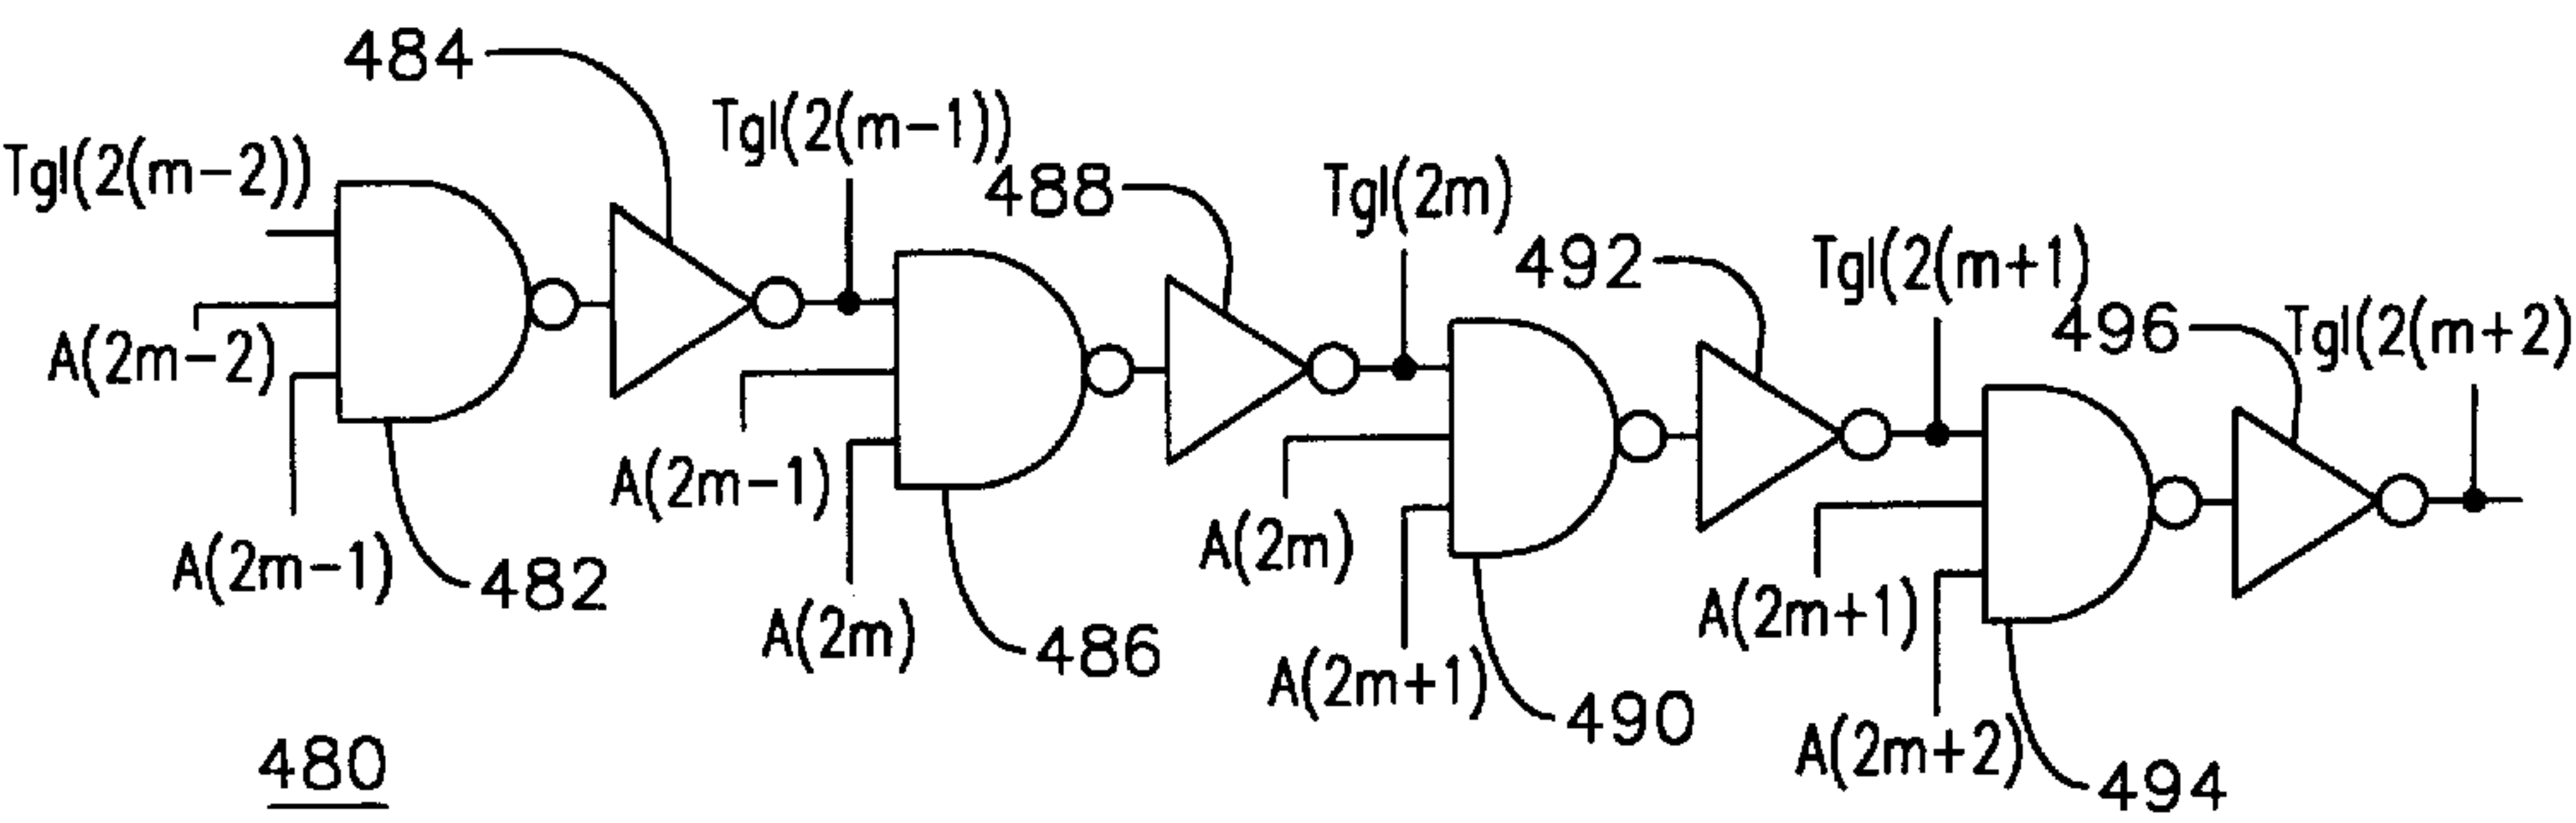 484
Tgl(2(m-1))
Tgl(2(m-2))
488
Tgl(2m)
492
Tgl(2(m+1)
496
Tgl(2(m+2)
A(2m-2)
A(2m-1)
A(2m-1)
482
A(2m)
A(2m)
486
A(2m+1)
A(2m+1)
490
A(2m+2)
494
480